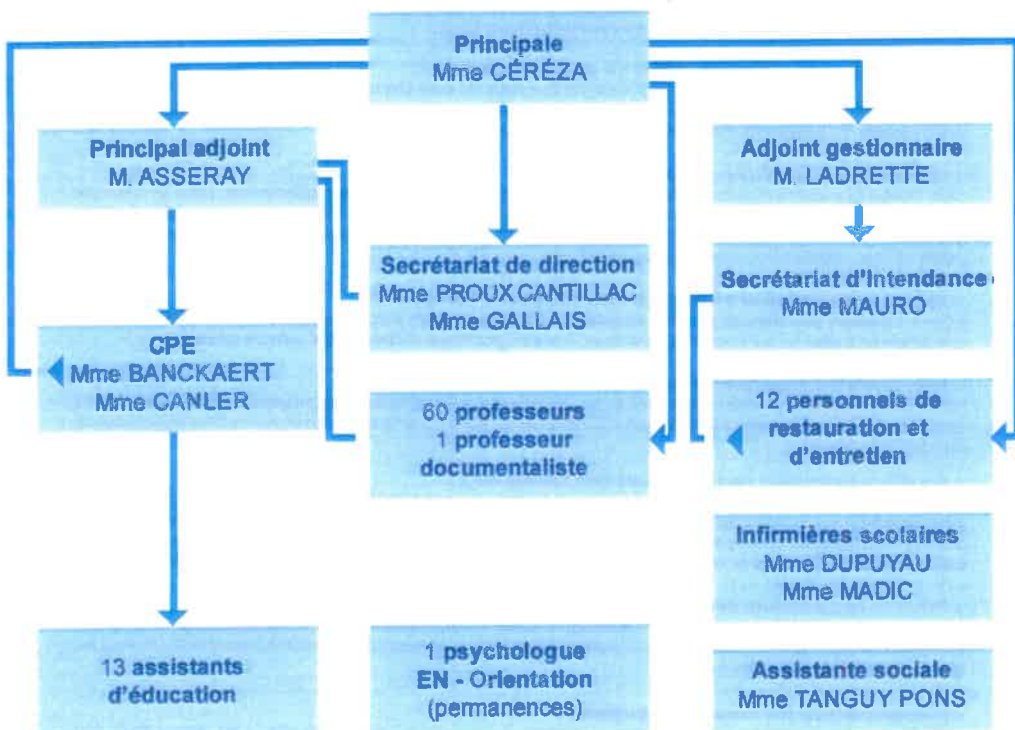 Principale
Mme CÉRÉZA
Principal adjoint
M. ASSERAY
Adjoint gestionnaire
M. LADRETTE
Secrétariat de direction
Mme PROUX CANTILLAC
Mme GALLAIS
Secrétariat d'Intendance
Mme MAURO
CPE
Mme BANCKAERT
Mme CANLER
60 professeurs
1 professeur
documentaliste
12 personnels de
restauration et
d'entretien
Infirmières scolaires
Mme DUPUYAU
Mme MADIC
13 assistants
d'éducation
1 psychologue
EN - Orientation
(permanences)
Assistante sociale
Mme TANGUY PONS